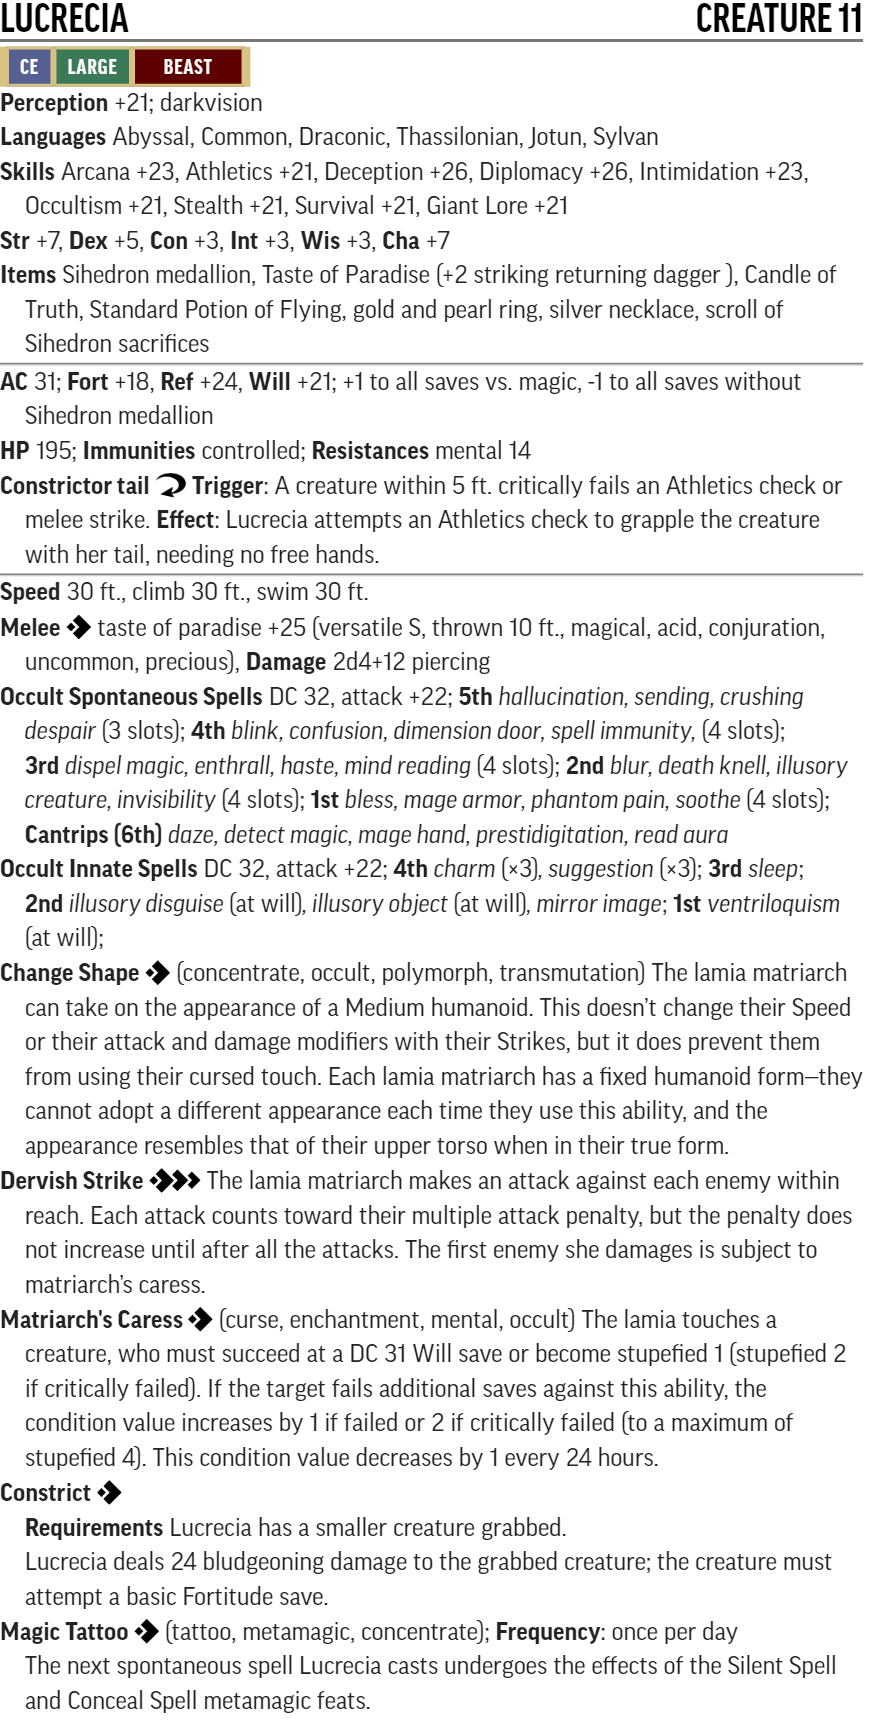 LUCRECIA CREATURE 11
CE LARGE BEAST
Perception +21; darkvision
Languages Abyssal, Common, Draconic, Thassilonian, Jotun, Sylvan
Skills Arcana +23, Athletics +21, Deception +26, Diplomacy +26, Intimidation +23,
Occultism +21, Stealth +21, Survival +21, Giant Lore +21
Str +7, Dex +5, Con +3, Int +3, Wis +3, Cha +7
Items Sihedron medallion, Taste of Paradise (+2 striking returning dagger ), Candle of
Truth, Standard Potion of Flying, gold and pearl ring, silver necklace, scroll of
Sihedron sacrifices
AC 31; Fort +18, Ref +24, Will +21; +1 to all saves vs. magic, -1 to all saves without
Sihedron medallion
HP 195; Immunities controlled; Resistances mental 14
Constrictor tail Trigger: A creature within 5 ft. critically fails an Athletics check or
melee strike. Effect: Lucrecia attempts an Athletics check to grapple the creature
with her tail, needing no free hands.
Speed 30 ft., climb 30 ft., swim 30 ft.
Melee taste of paradise +25 (versatile S, thrown 10 ft., magical, acid, conjuration,
uncommon, precious), Damage 2d4+12 piercing
Occult Spontaneous Spells DC 32, attack +22; 5th hallucination, sending, crushing
despair (3 slots); 4th blink, confusion, dimension door, spell immunity, (4 slots);
3rd dispel magic, enthrall, haste, mind reading (4 slots); 2nd blur, death knell, illusory
creature, invisibility (4 slots); 1st bless, mage armor, phantom pain, soothe (4 slots);
Cantrips (6th) daze, detect magic, mage hand, prestidigitation, read aura
Occult Innate Spells DC 32, attack +22; 4th charm (×3), suggestion (×3); 3rd sleep;
2nd illusory disguise (at will), illusory object (at will), mirror image; 1st ventriloquism
(at will);
Change Shape (concentrate, occult, polymorph, transmutation) The lamia matriarch
can take on the appearance of a Medium humanoid. This doesn't change their Speed
or their attack and damage modifiers with their Strikes, but it does prevent them
from using their cursed touch. Each lamia matriarch has a fixed humanoid form—they
cannot adopt a different appearance each time they use this ability, and the
appearance resembles that of their upper torso when in their true form.
Dervish Strike The lamia matriarch makes an attack against each enemy within
reach. Each attack counts toward their multiple attack penalty, but the penalty does
not increase until after all the attacks. The first enemy she damages is subject to
matriarch's caress.
Matriarch's Caress (curse, enchantment, mental, occult) The lamia touches a
creature, who must succeed at a DC 31 Will save or become stupefied 1 (stupefied 2
if critically failed). If the target fails additional saves against this ability, the
condition value increases by 1 if failed or 2 if critically failed (to a maximum of
stupefied 4). This condition value decreases by 1 every 24 hours.
Constrict
Requirements Lucrecia has a smaller creature grabbed.
Lucrecia deals 24 bludgeoning damage to the grabbed creature; the creature must
attempt a basic Fortitude save.
Magic Tattoo (tattoo, metamagic, concentrate); Frequency: once per day
The next spontaneous spell Lucrecia casts undergoes the effects of the Silent Spell
and Conceal Spell metamagic feats.